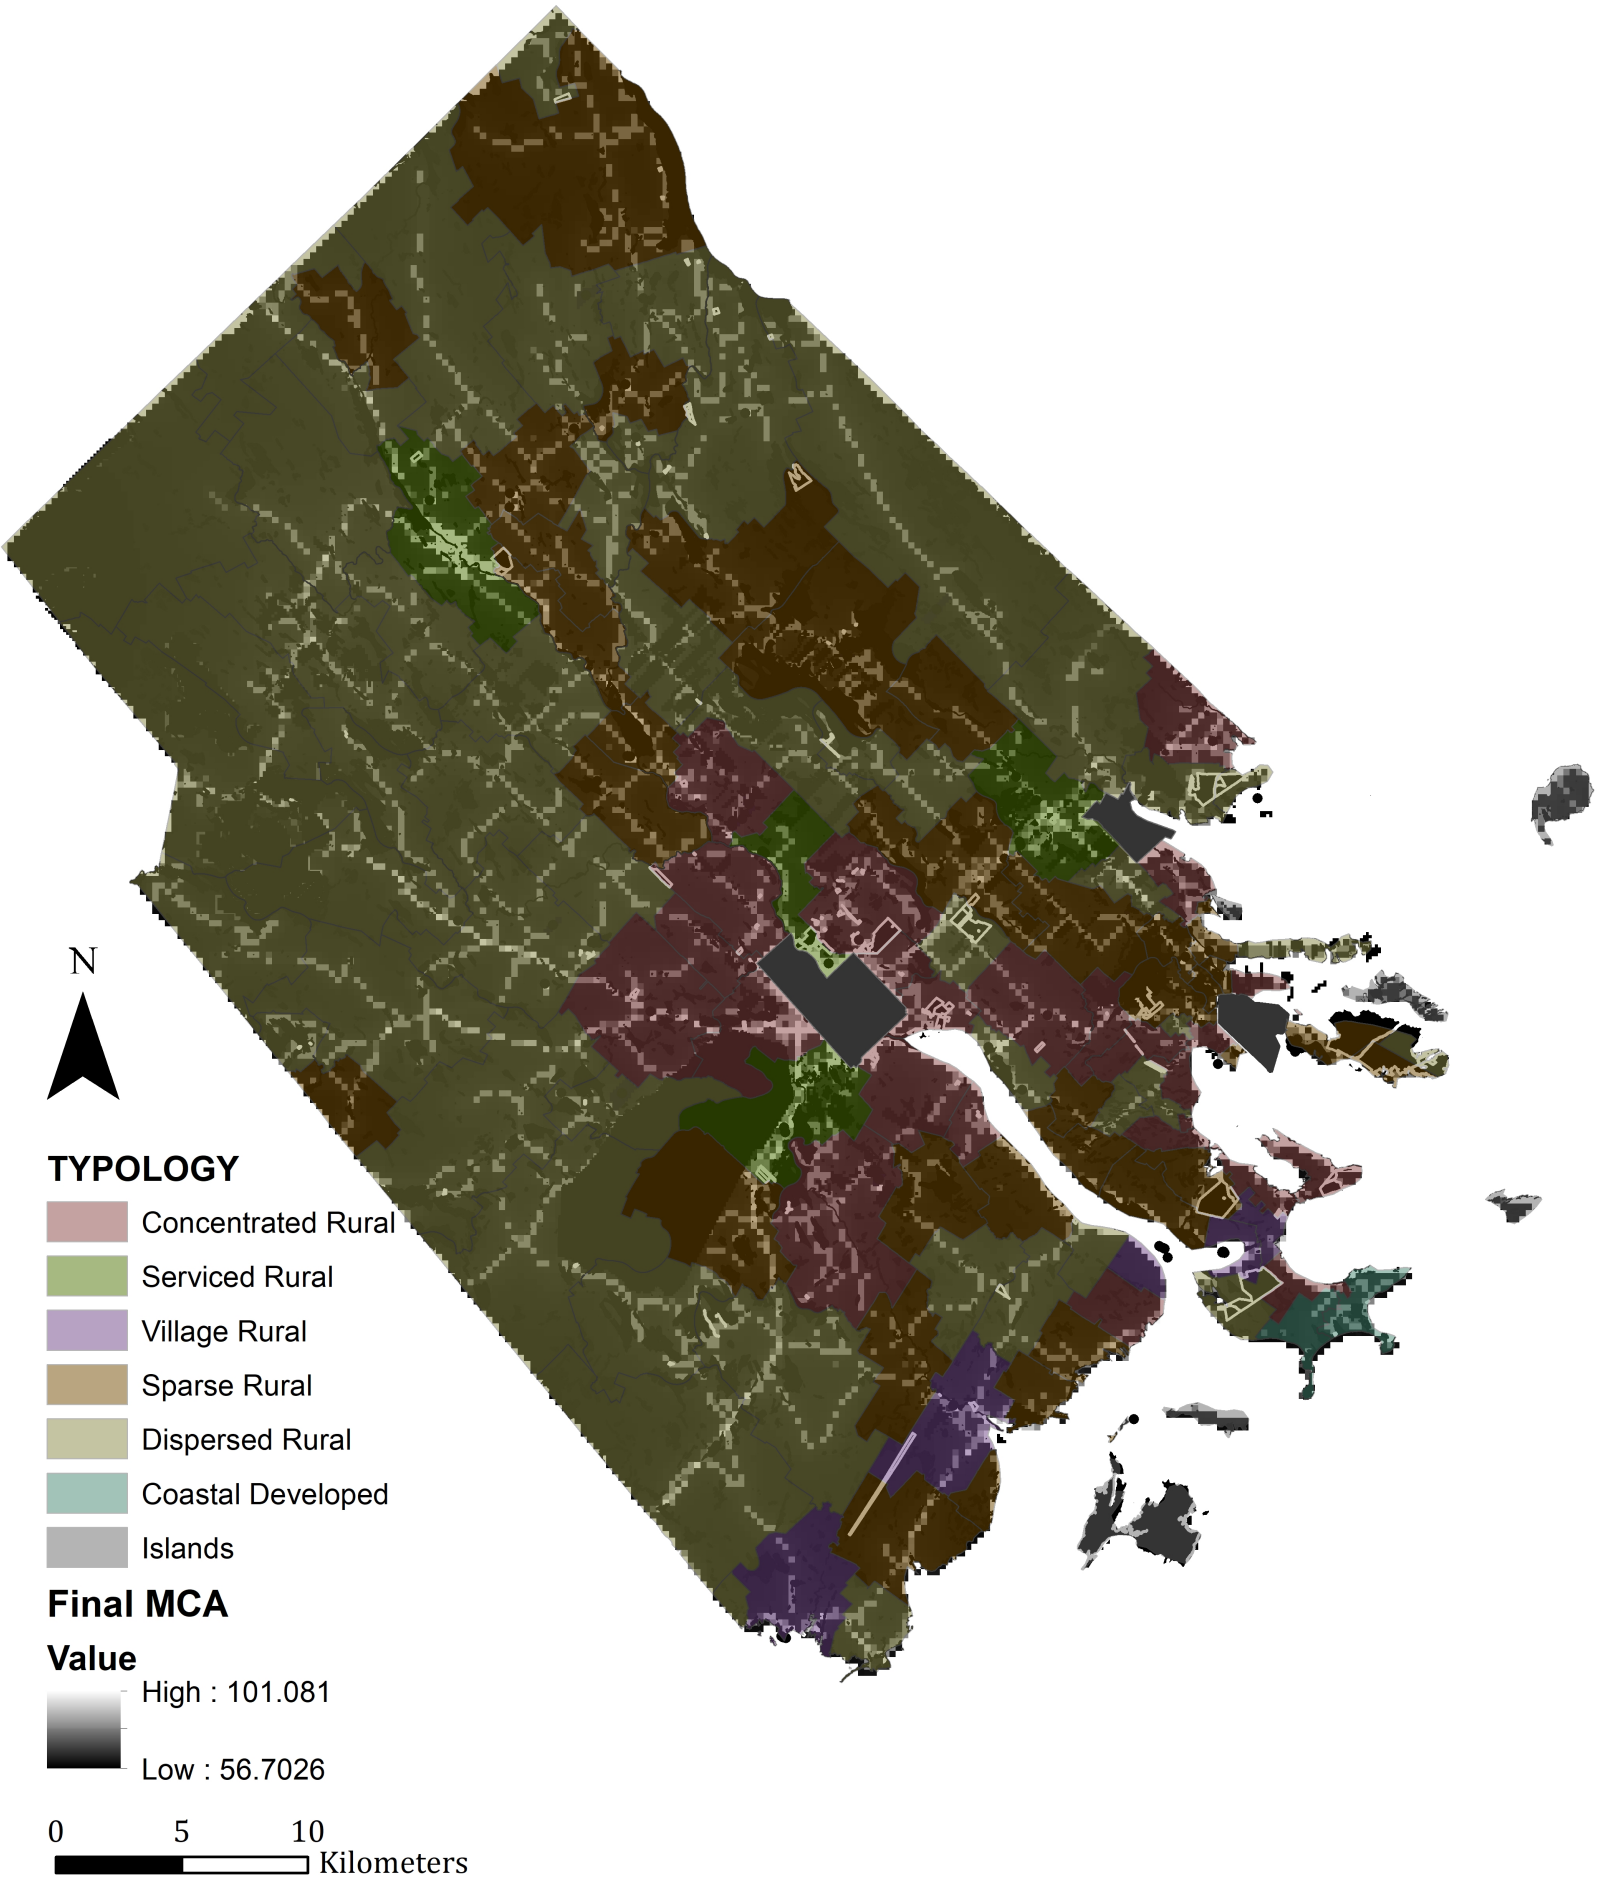 N
TYPOLOGY
Concentrated Rural
Serviced Rural
Village Rural
Sparse Rural
Dispersed Rural
Coastal Developed
Islands
Final MCA
Value
High : 101.081
Low : 56.7026
0 5 10
Kilometers